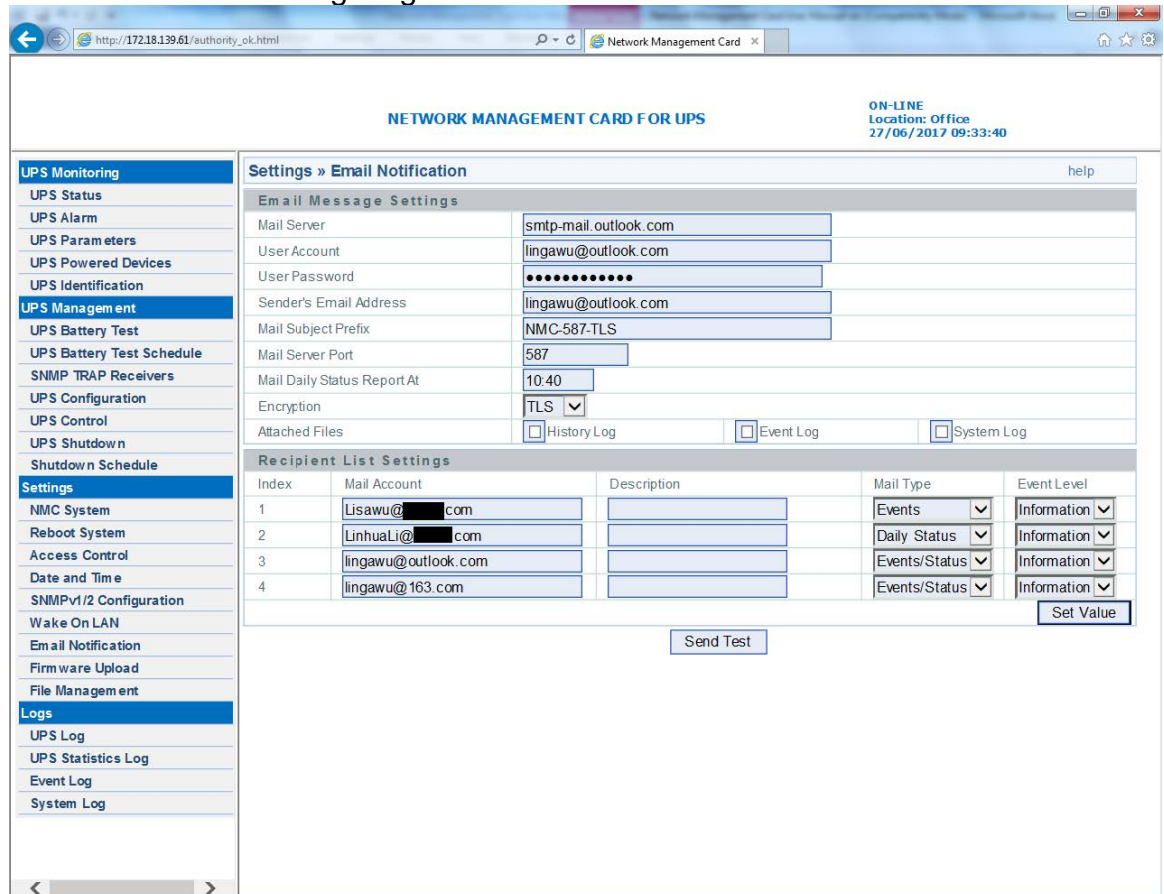 http://172.18.139.61/authority_ok.html
Network Management Card
NETWORK MANAGEMENT CARD FOR UPS
ON-LINE
Location: Office
27/06/2017 09:33:40
UPS Monitoring
UPS Status
UPS Alarm
UPS Parameters
UPS Powered Devices
UPS Identification
UPS Management
UPS Battery Test
UPS Battery Test Schedule
SNMP TRAP Receivers
UPS Configuration
UPS Control
UPS Shutdown
Shutdown Schedule
Settings
NMC System
Reboot System
Access Control
Date and Time
SNMPv1/2 Configuration
Wake On LAN
Email Notification
Firmware Upload
File Management
Logs
UPS Log
UPS Statistics Log
Event Log
System Log
Settings » Email Notification help
Email Message Settings
Mail Server smtp-mail.outlook.com
User Account lingawu@outlook.com
User Password ●●●●●●●●●●●●
Sender's Email Address lingawu@outlook.com
Mail Subject Prefix NMC-587-TLS
Mail Server Port 587
Mail Daily Status Report At 10:40
Encryption TLS
Attached Files History Log Event Log System Log
Recipient List Settings
Index Mail Account Description Mail Type Event Level
1 Lisawu@ com Events Information
2 LinhuaLi@ com Daily Status Information
3 lingawu@outlook.com Events/Status Information
4 lingawu@163.com Events/Status Information
Set Value
Send Test